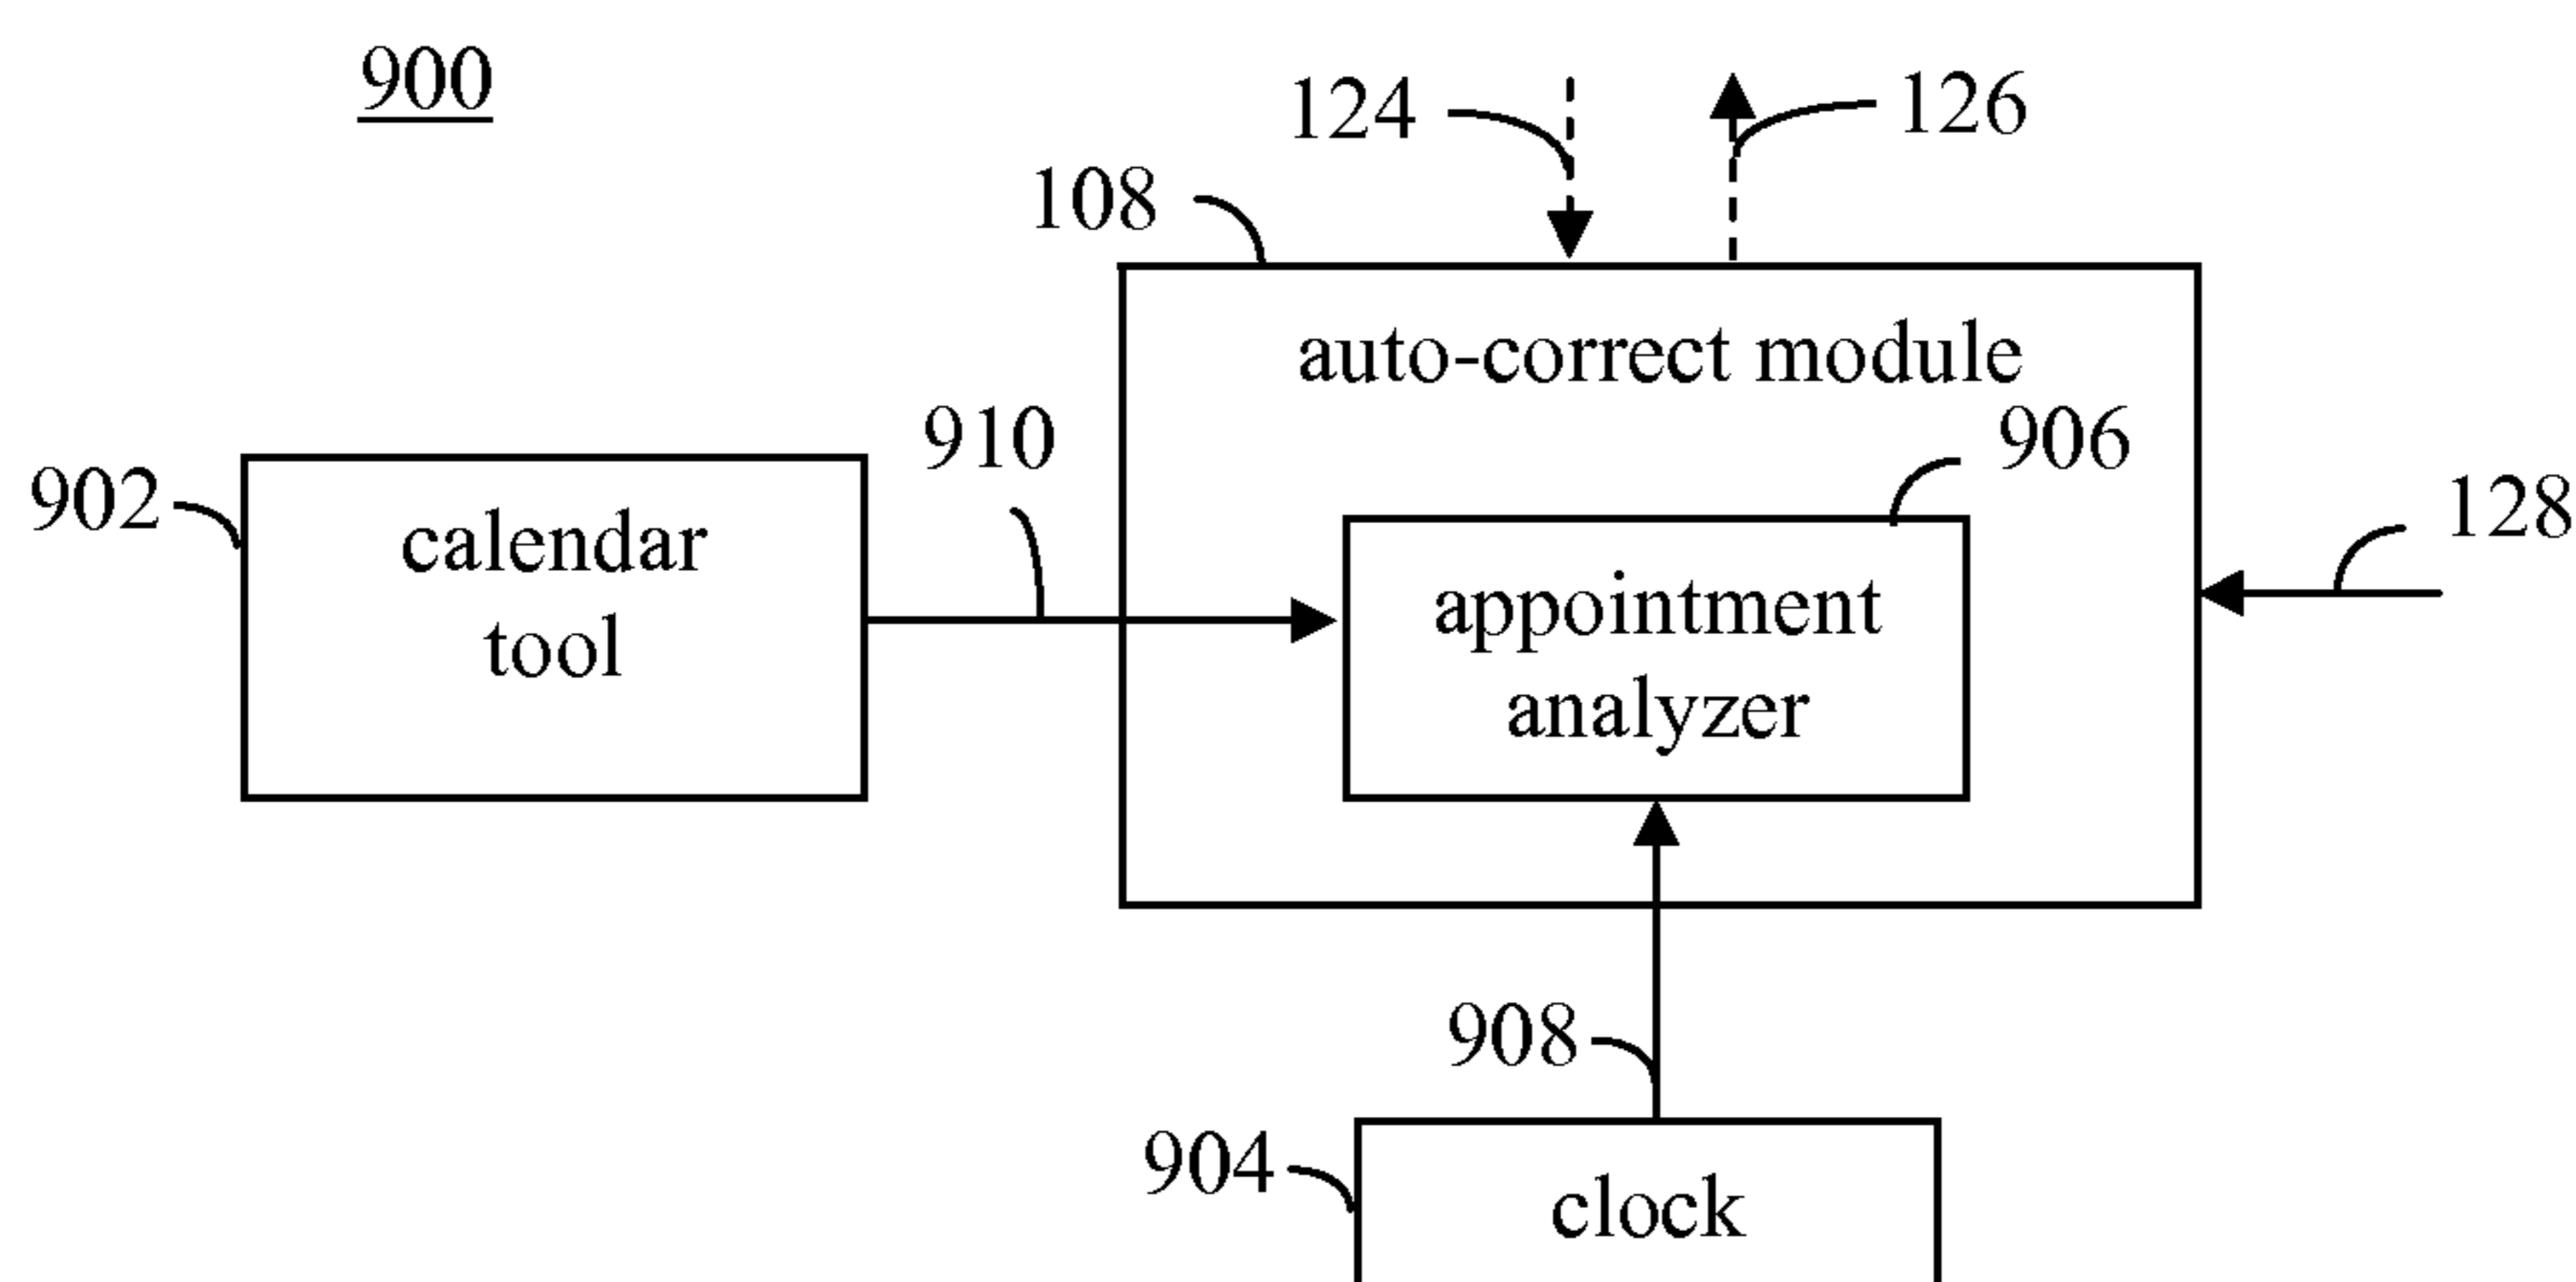 900
124
126
108
auto-correct module
910
906
902
calendar
tool
128
appointment
analyzer
908
904
clock